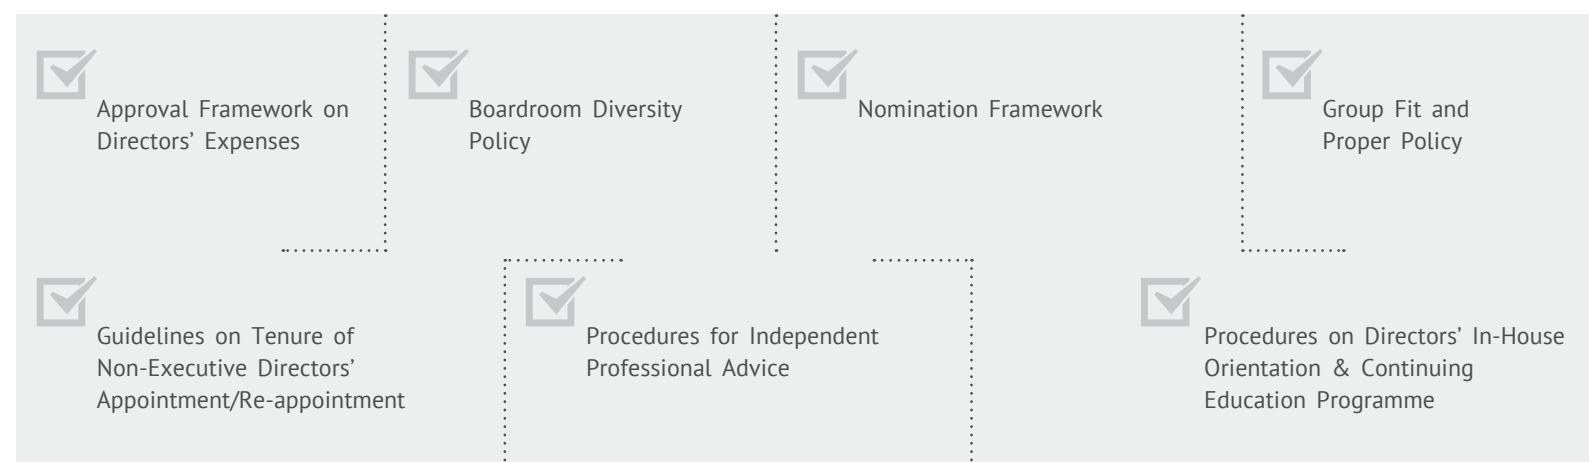 Approval Framework on
Directors’ Expenses
Boardroom Diversity
Policy
Nomination Framework
Group Fit and
Proper Policy
Guidelines on Tenure of
Non-Executive Directors’
Appointment/Re-appointment
Procedures for Independent
Professional Advice
Procedures on Directors’ In-House
Orientation & Continuing
Education Programme